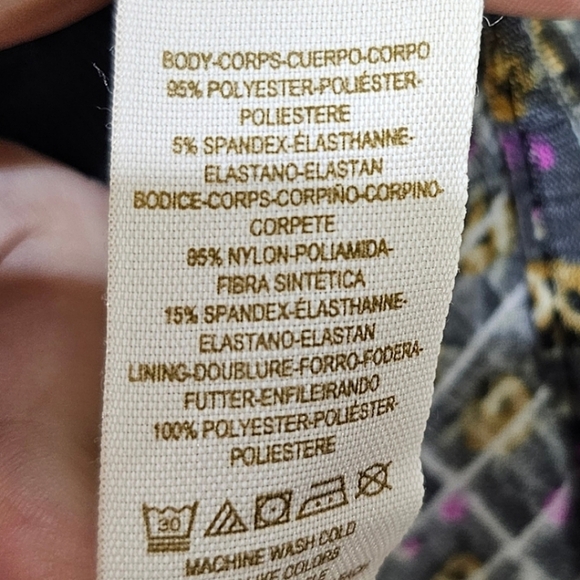 BODY-CORPS-CUERPO-CORPO
95% POLYESTER-POLIÉSTER-
POLIESTERE
5% SPANDEX-ÉLASTHANNE-
ELASTANO-ELASTAN
BODICE-CORPS-CORPIÑO-CORPINO-
CORPETE
85% NYLON-POLIAMIDA-
FIBRA SINTÉTICA
15% SPANDEX-ÉLASTHANNE-
ELASTANO-ELASTAN
LINING-DOUBLURE-FORRO-FODERA-
FUTTER-ENFILEIRANDO
100% POLYESTER-POLIÉSTER-
POLIESTERE
30
MACHINE WASH COLD
LIKE COLORS